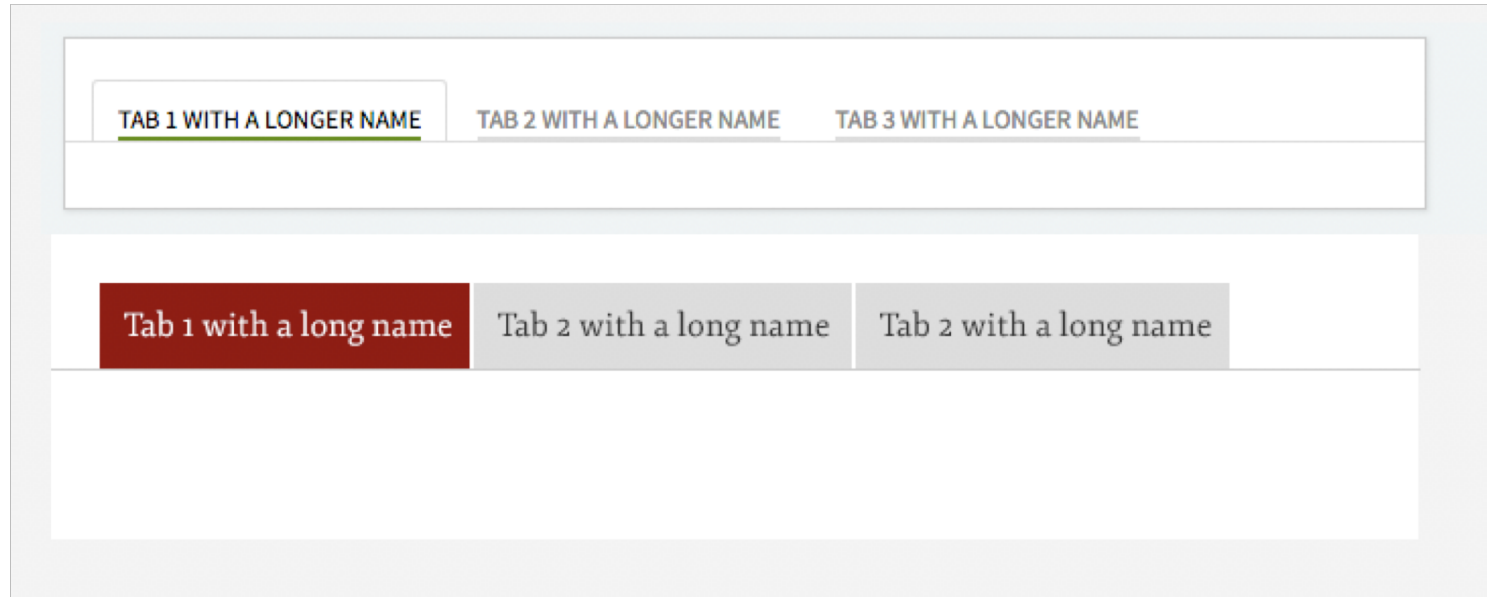 TAB 1 WITH A LONGER NAME TAB 2 WITH A LONGER NAME TAB 3 WITH A LONGER NAME
Tab 1 with a long name Tab 2 with a long name Tab 2 with a long name